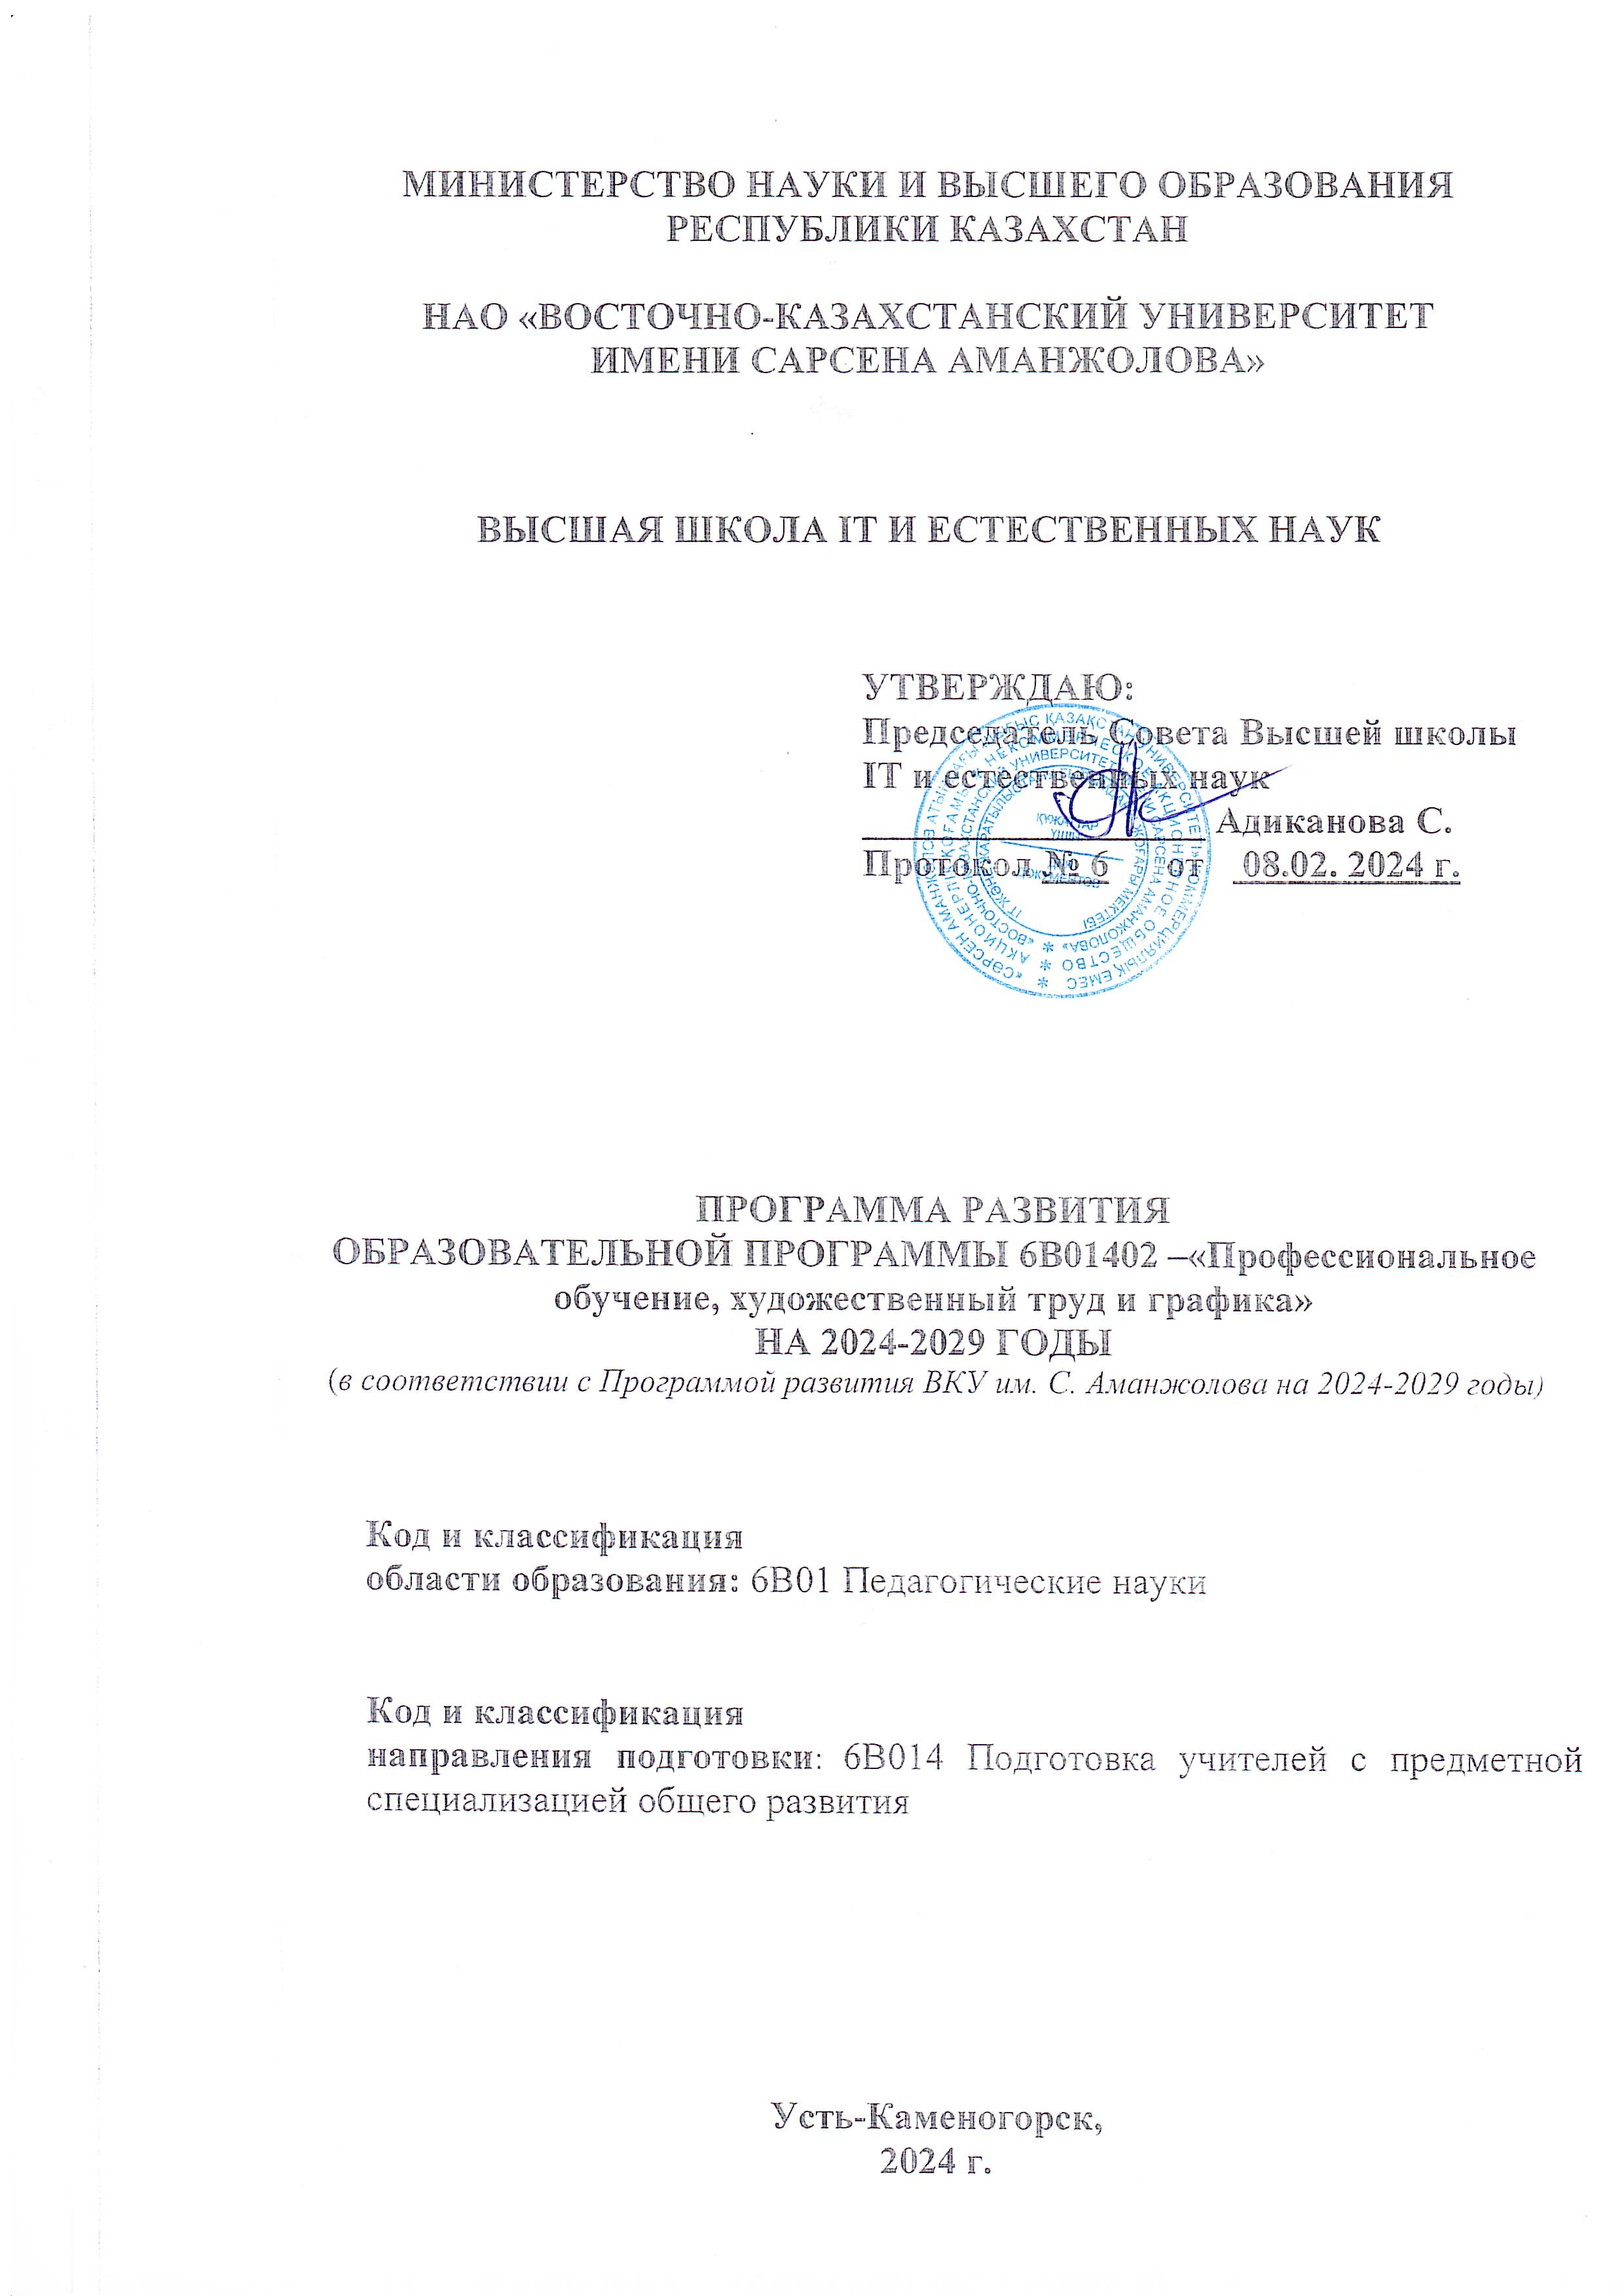 МИНИСТЕРСТВО НАУКИ И ВЫСШЕГО ОБРАЗОВАНИЯ
РЕСПУБЛИКИ КАЗАХСТАН
НАО «ВОСТОЧНО-КАЗАХСТАНСКИЙ УНИВЕРСИТЕТ
ИМЕНИ САРСЕНА АМАНЖОЛОВА»
ВЫСШАЯ ШКОЛА IT И ЕСТЕСТВЕННЫХ НАУК
УТВЕРЖДАЮ:
Председатель Совета Высшей школы
IT и естественных наук
Адиканова С.
Протокол № 6 от 08.02. 2024 г.
ПРОГРАММА РАЗВИТИЯ
ОБРАЗОВАТЕЛЬНОЙ ПРОГРАММЫ 6В01402 –«Профессиональное
обучение, художественный труд и графика»
НА 2024-2029 ГОДЫ
(в соответствии с Программой развития ВКУ им. С. Аманжолова на 2024-2029 годы)
Код и классификация
области образования: 6В01 Педагогические науки
Код и классификация
направления подготовки: 6В014 Подготовка учителей с предметной
специализацией общего развития
Усть-Каменогорск,
2024 г.